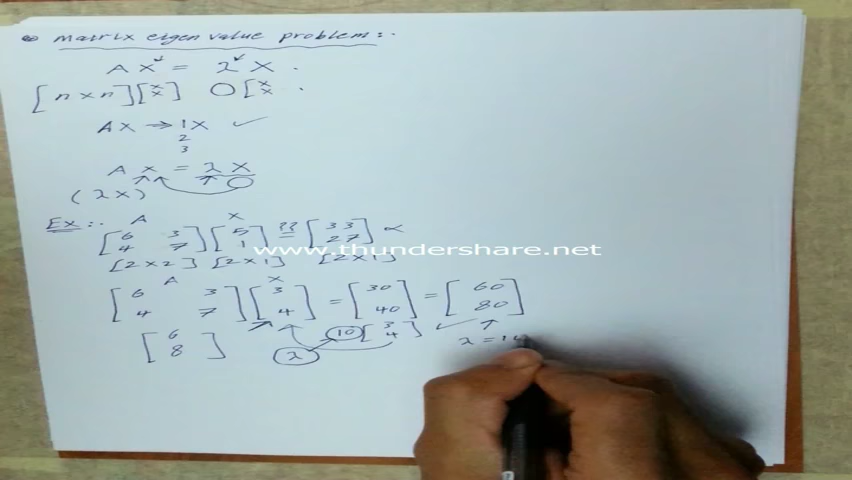 Matrix eigen value problem:.
A X = λ X .
[ n x n ] [ x x ] O [ x x .
A X → 1 X ✓
2
3
A X = λ X
( λ X )
Ex:. A X
[ 6 3 4 7 ] [ 5 1 ] ?? = [ 33 27 ] ∝
www.thundershare.net
[2 x 2] [2 x 1] [2 x 1]
A X
[ 6 3 4 7 ] [ 3 4 ] = [ 30 40 ] = [ 60 80 ]
[ 6 8 ] λ 10 [ 3 4 ] ✓
λ = 10